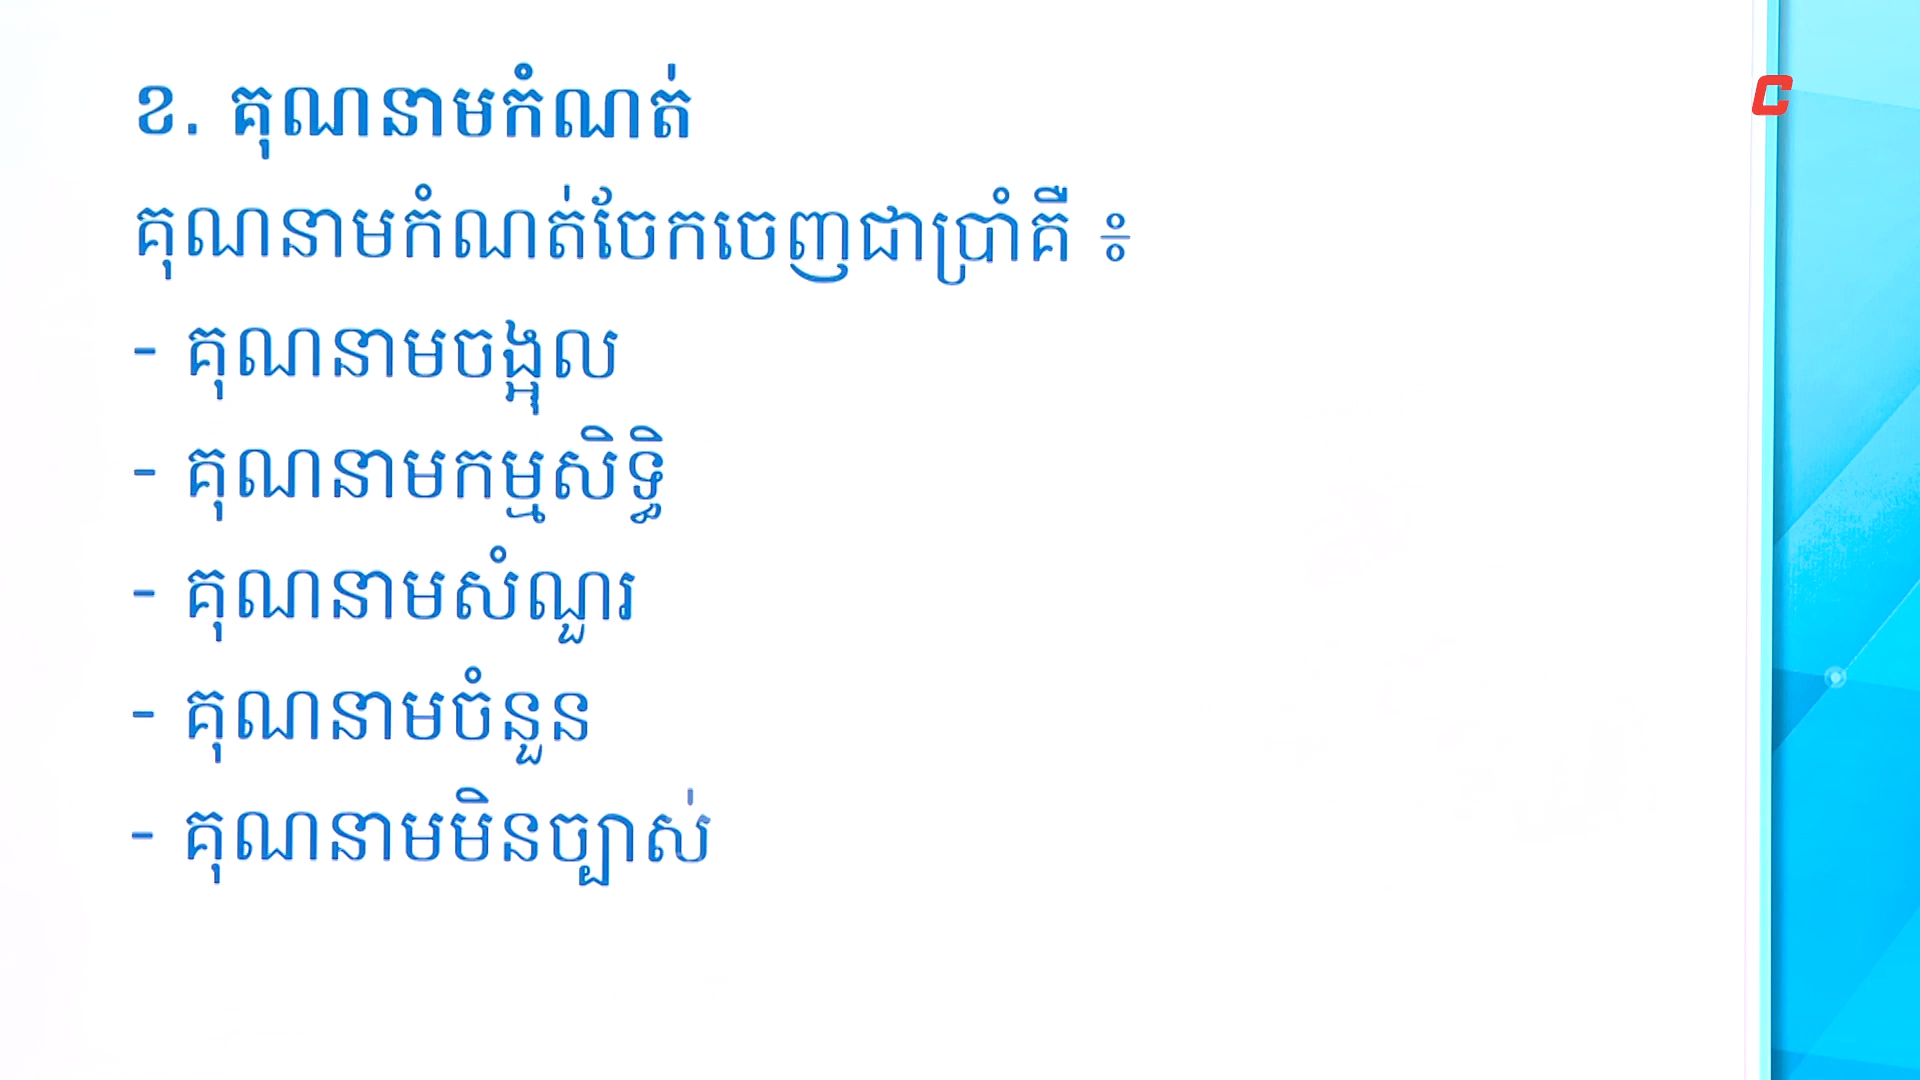 ខ. គុណនាមកំណត់
គុណនាមកំណត់ចែកចេញជាប្រាំគឺ ៖
- គុណនាមចង្អុល
- គុណនាមកម្មសិទ្ធិ
- គុណនាមសំណួរ
- គុណនាមចំនួន
- គុណនាមមិនច្បាស់